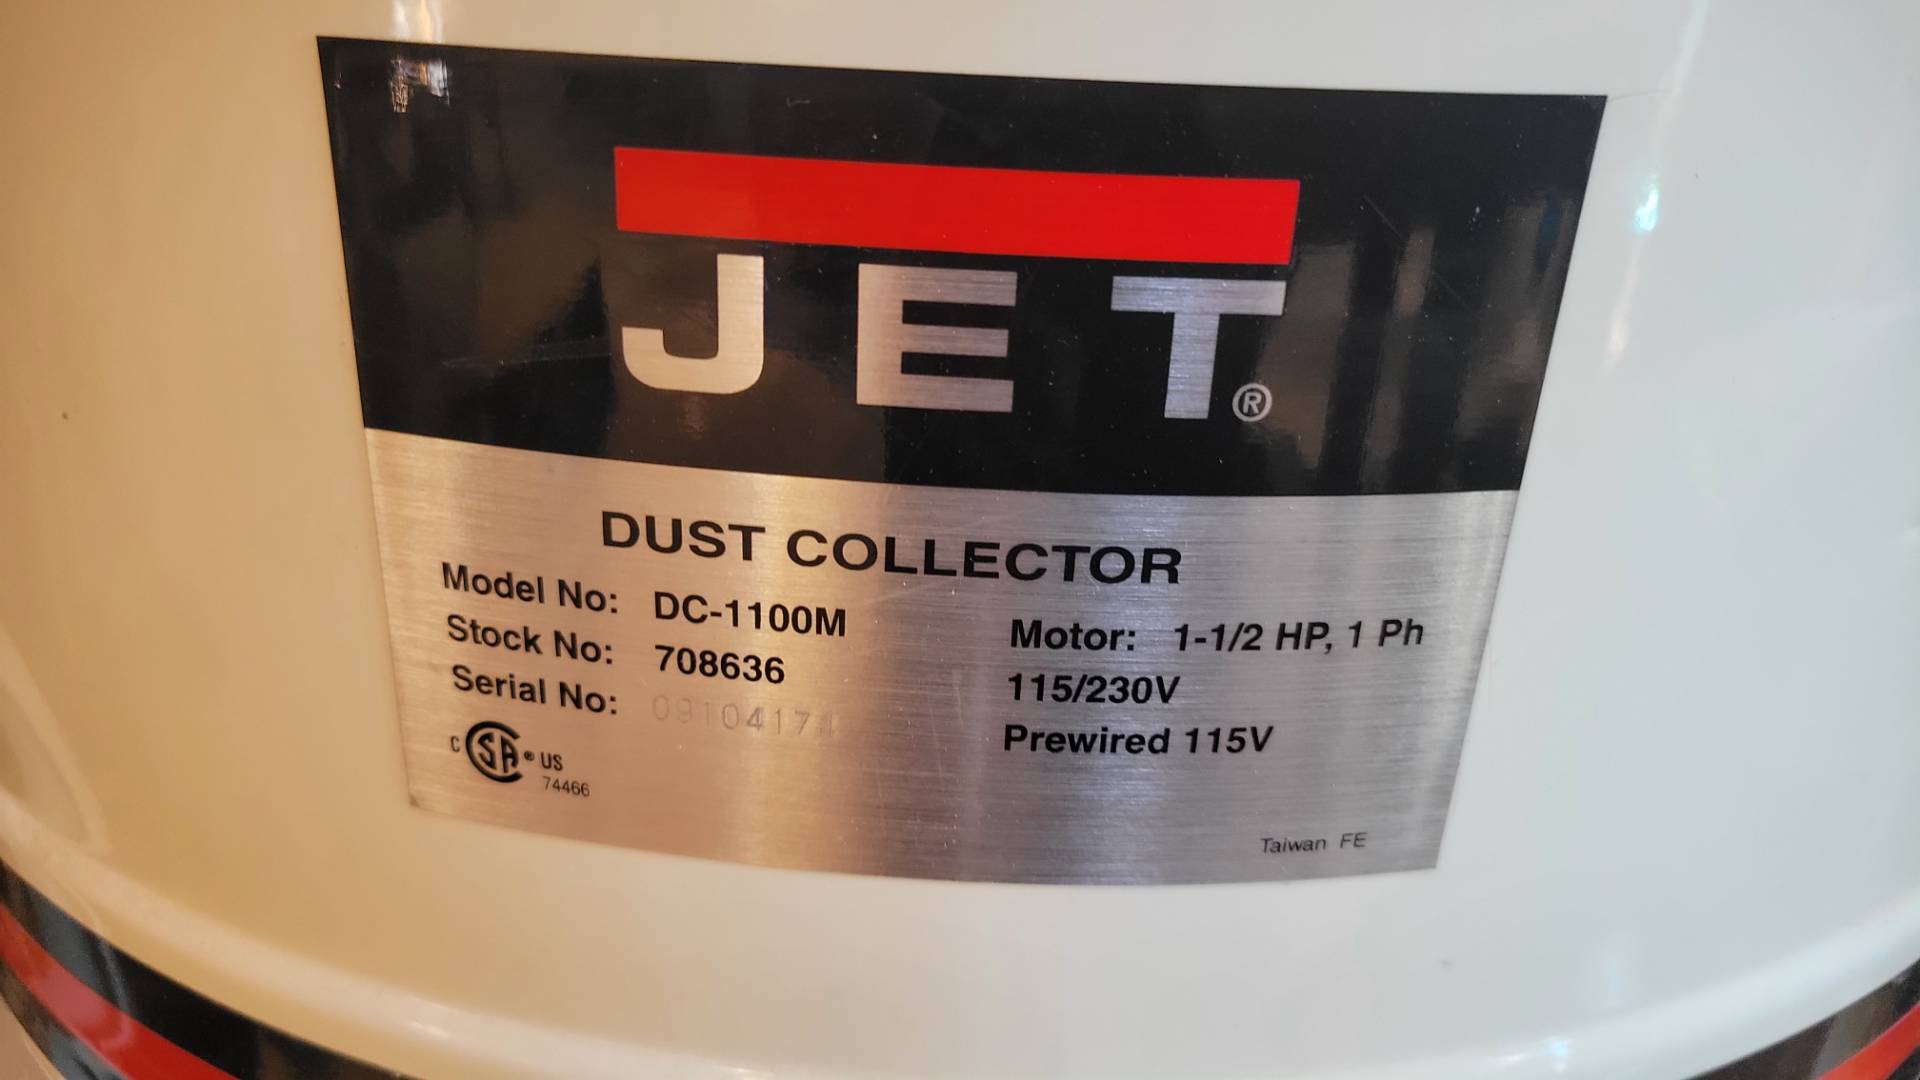 JET®
DUST COLLECTOR
Model No: DC-1100M
Stock No: 708636
Serial No:
Motor: 1-1/2 HP, 1 Ph
115/230V
Prewired 115V
C SA® US
74466
Taiwan FE